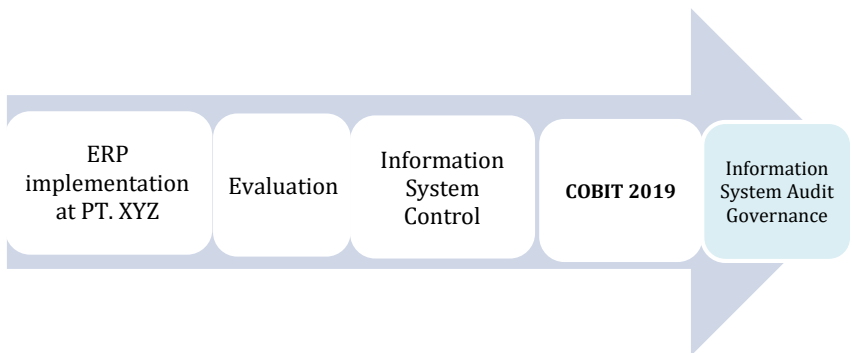 ERP
implementation
at PT. XYZ
Evaluation
Information
System
Control
COBIT 2019
Information
System Audit
Governance